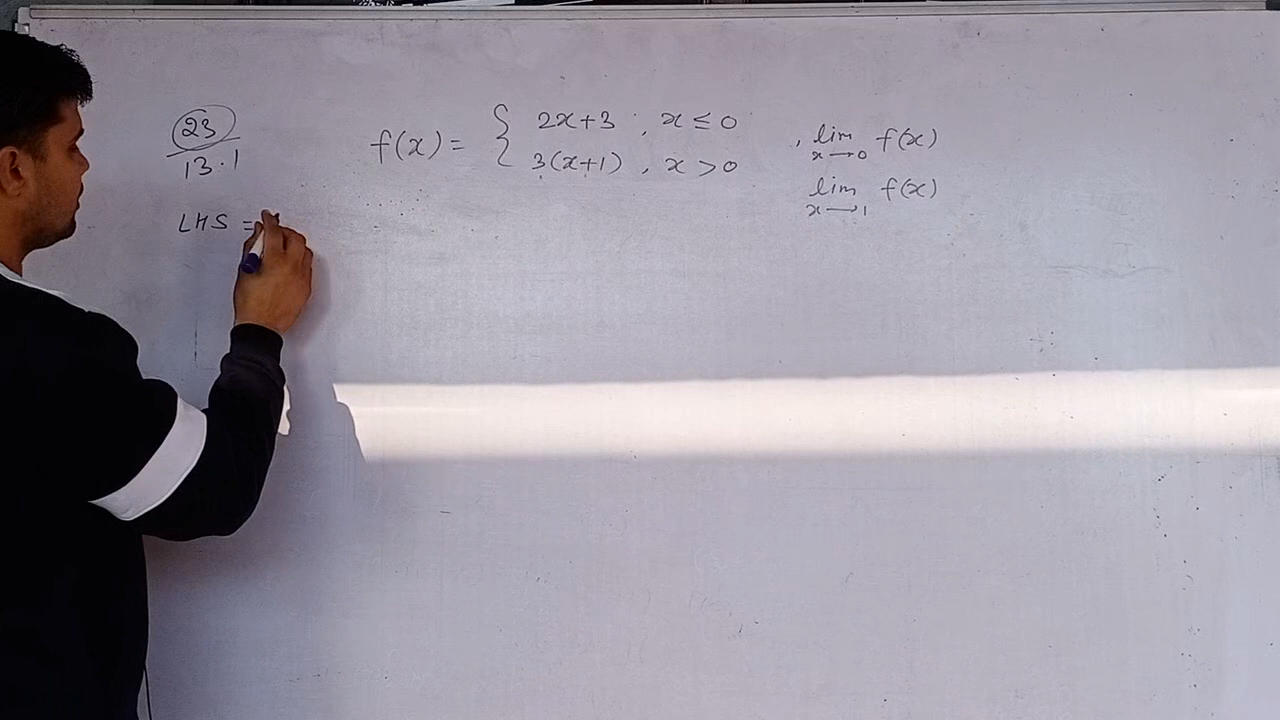 23
13.1
f(x) = { 2x+3 , x ≤ 0 , lim x→0 f(x)
3(x+1) , x > 0
lim x→1 f(x)
LHS =